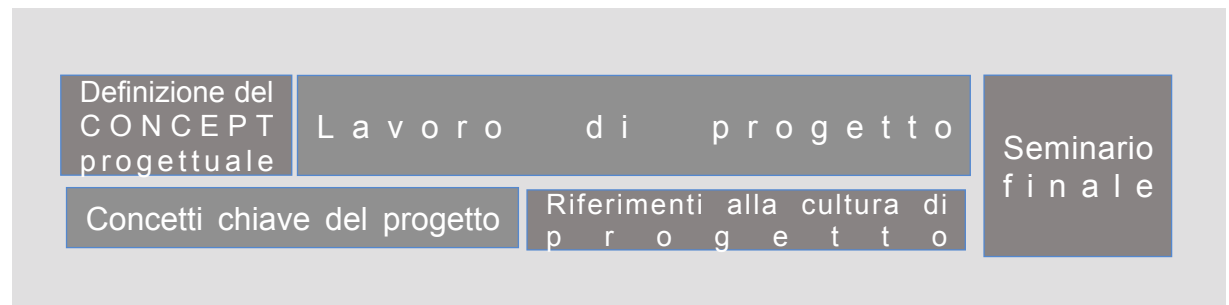 Definizione del
CONCEPT
progettuale
Lavoro di progetto
Seminario
finale
Concetti chiave del progetto
Riferimenti alla cultura di
progetto